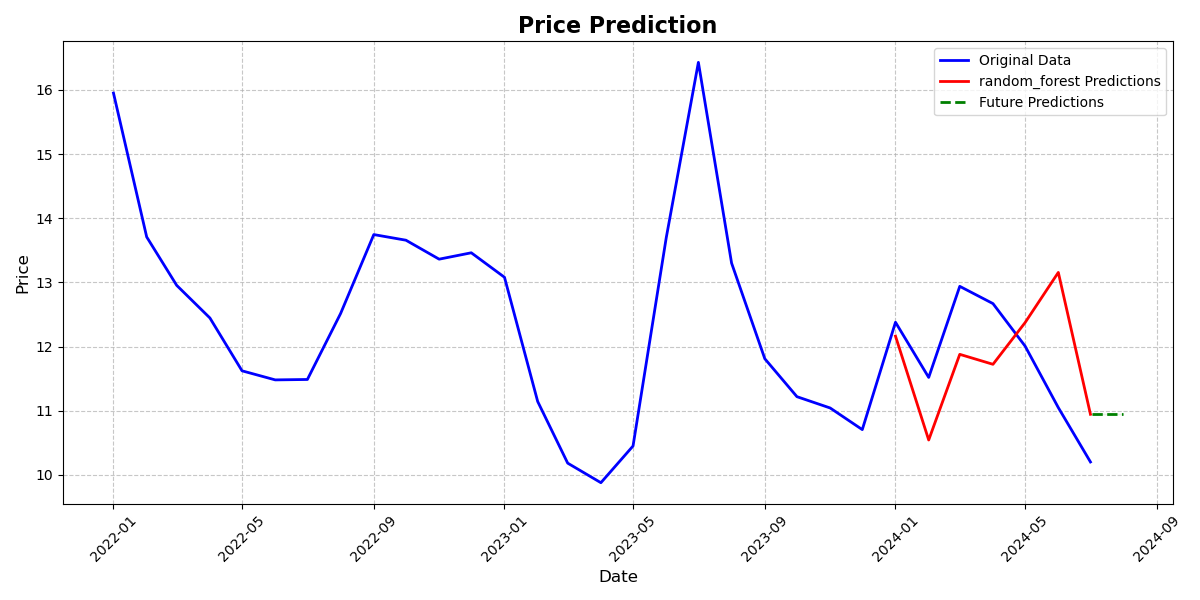 Price Prediction
Original Data
random_forest Predictions
Future Predictions
Price
16
15
14
13
12
11
10
2022-01
2022-05
2022-09
2023-01
2023-05
2023-09
2024-01
2024-05
2024-09
Date